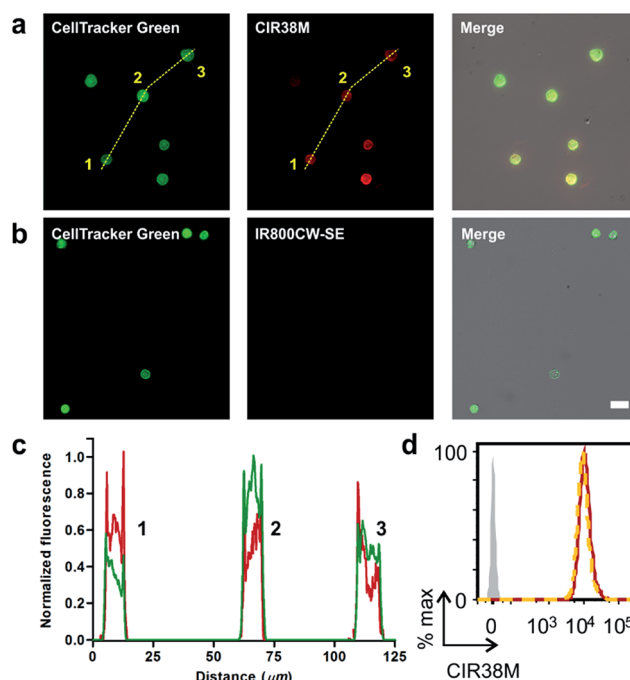 a
CellTracker Green
CIR38M
Merge
2
3
1
2
3
1
b
CellTracker Green
IR800CW-SE
Merge
c
d
Normalized fluorescence
1.0
0.8
0.6
0.4
0.2
0.0
1
2
3
0
25
50
75
100
125
Distance (μm)
% max
100
0
0
10³
10⁴
10⁵
CIR38M